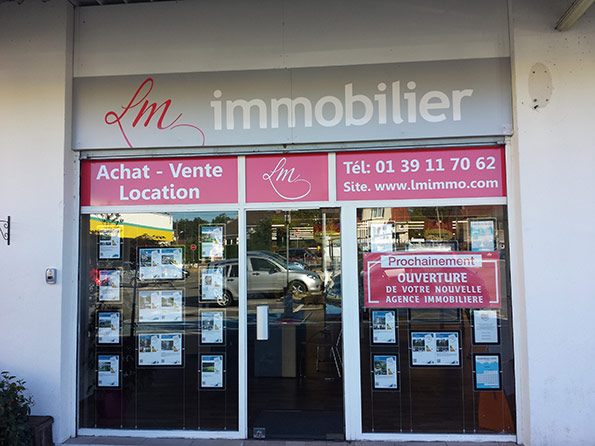 Lm immobilier
Achat - Vente
Location
Lm
Tél: 01 39 11 70 62
Site. www.lmimmo.com
Prochainement
OUVERTURE
DE VOTRE NOUVELLE
AGENCE IMMOBILIERE